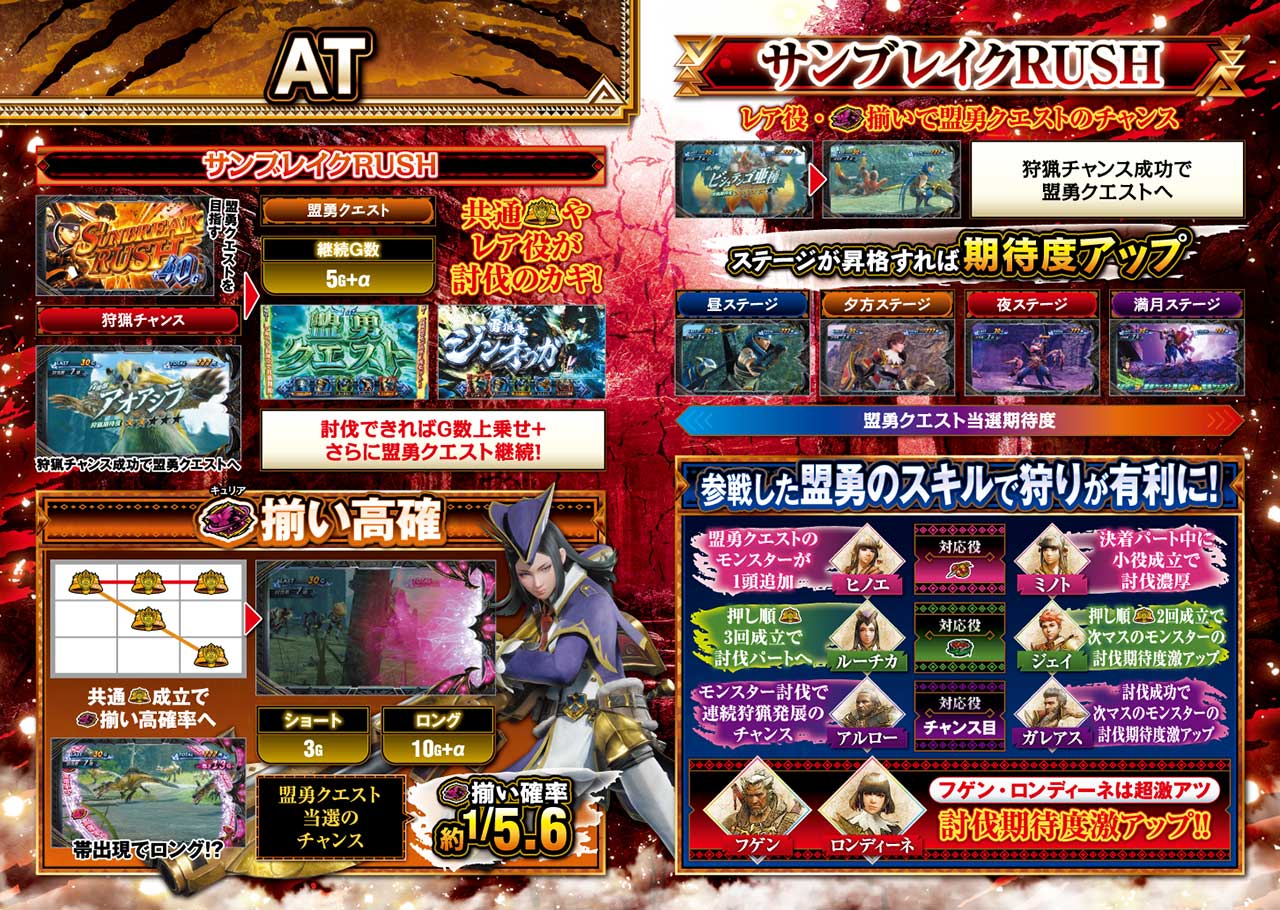 AT
サンブレイクRUSH
SUNBREAK
RUSH
40G
盟勇クエストを
目指す
狩猟チャンス
アオアシラ
狩猟チャンス成功で盟勇クエストへ
盟勇クエスト
継続G数
5G+α
共通や
レア役が
討伐のカギ!
盟勇
クエスト
雷狼竜
ジンオウガ
討伐できればG数上乗せ+
さらに盟勇クエスト継続!
キュリア
揃い高確
共通成立で
揃い高確率へ
帯出現でロング!?
ショート
3G
ロング
10G+α
盟勇クエスト
当選の
チャンス
揃い確率
約1/5.6
サンブレイクRUSH
レア役・揃いで盟勇クエストのチャンス
ビシュテンゴ亜種
狩猟チャンス成功で
盟勇クエストへ
ステージが昇格すれば期待度アップ
昼ステージ
夕方ステージ
夜ステージ
満月ステージ
盟勇クエスト当選期待度
参戦した盟勇のスキルで狩りが有利に!
盟勇クエストの
モンスターが
1頭追加
ヒノエ
対応役
ミノト
決着パート中に
小役成立で
討伐濃厚
押し順
3回成立で
討伐パートへ
ルーチカ
対応役
ジェイ
押し順2回成立で
次マスのモンスターの
討伐期待度激アップ
モンスター討伐で
連続狩猟発展の
チャンス
アルロー
対応役
チャンス目
ガレアス
討伐成功で
次マスのモンスターの
討伐期待度激アップ
フゲン
ロンディーネ
フゲン・ロンディーネは超激アツ
討伐期待度激アップ!!